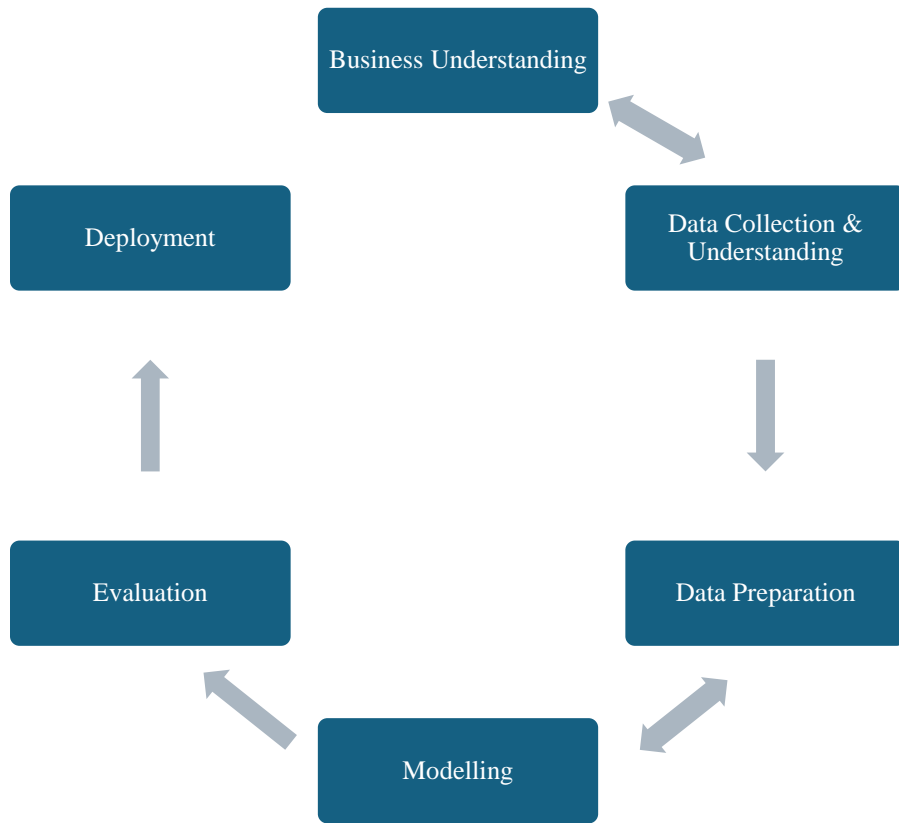 Business Understanding
Data Collection &
Understanding
Data Preparation
Modelling
Evaluation
Deployment